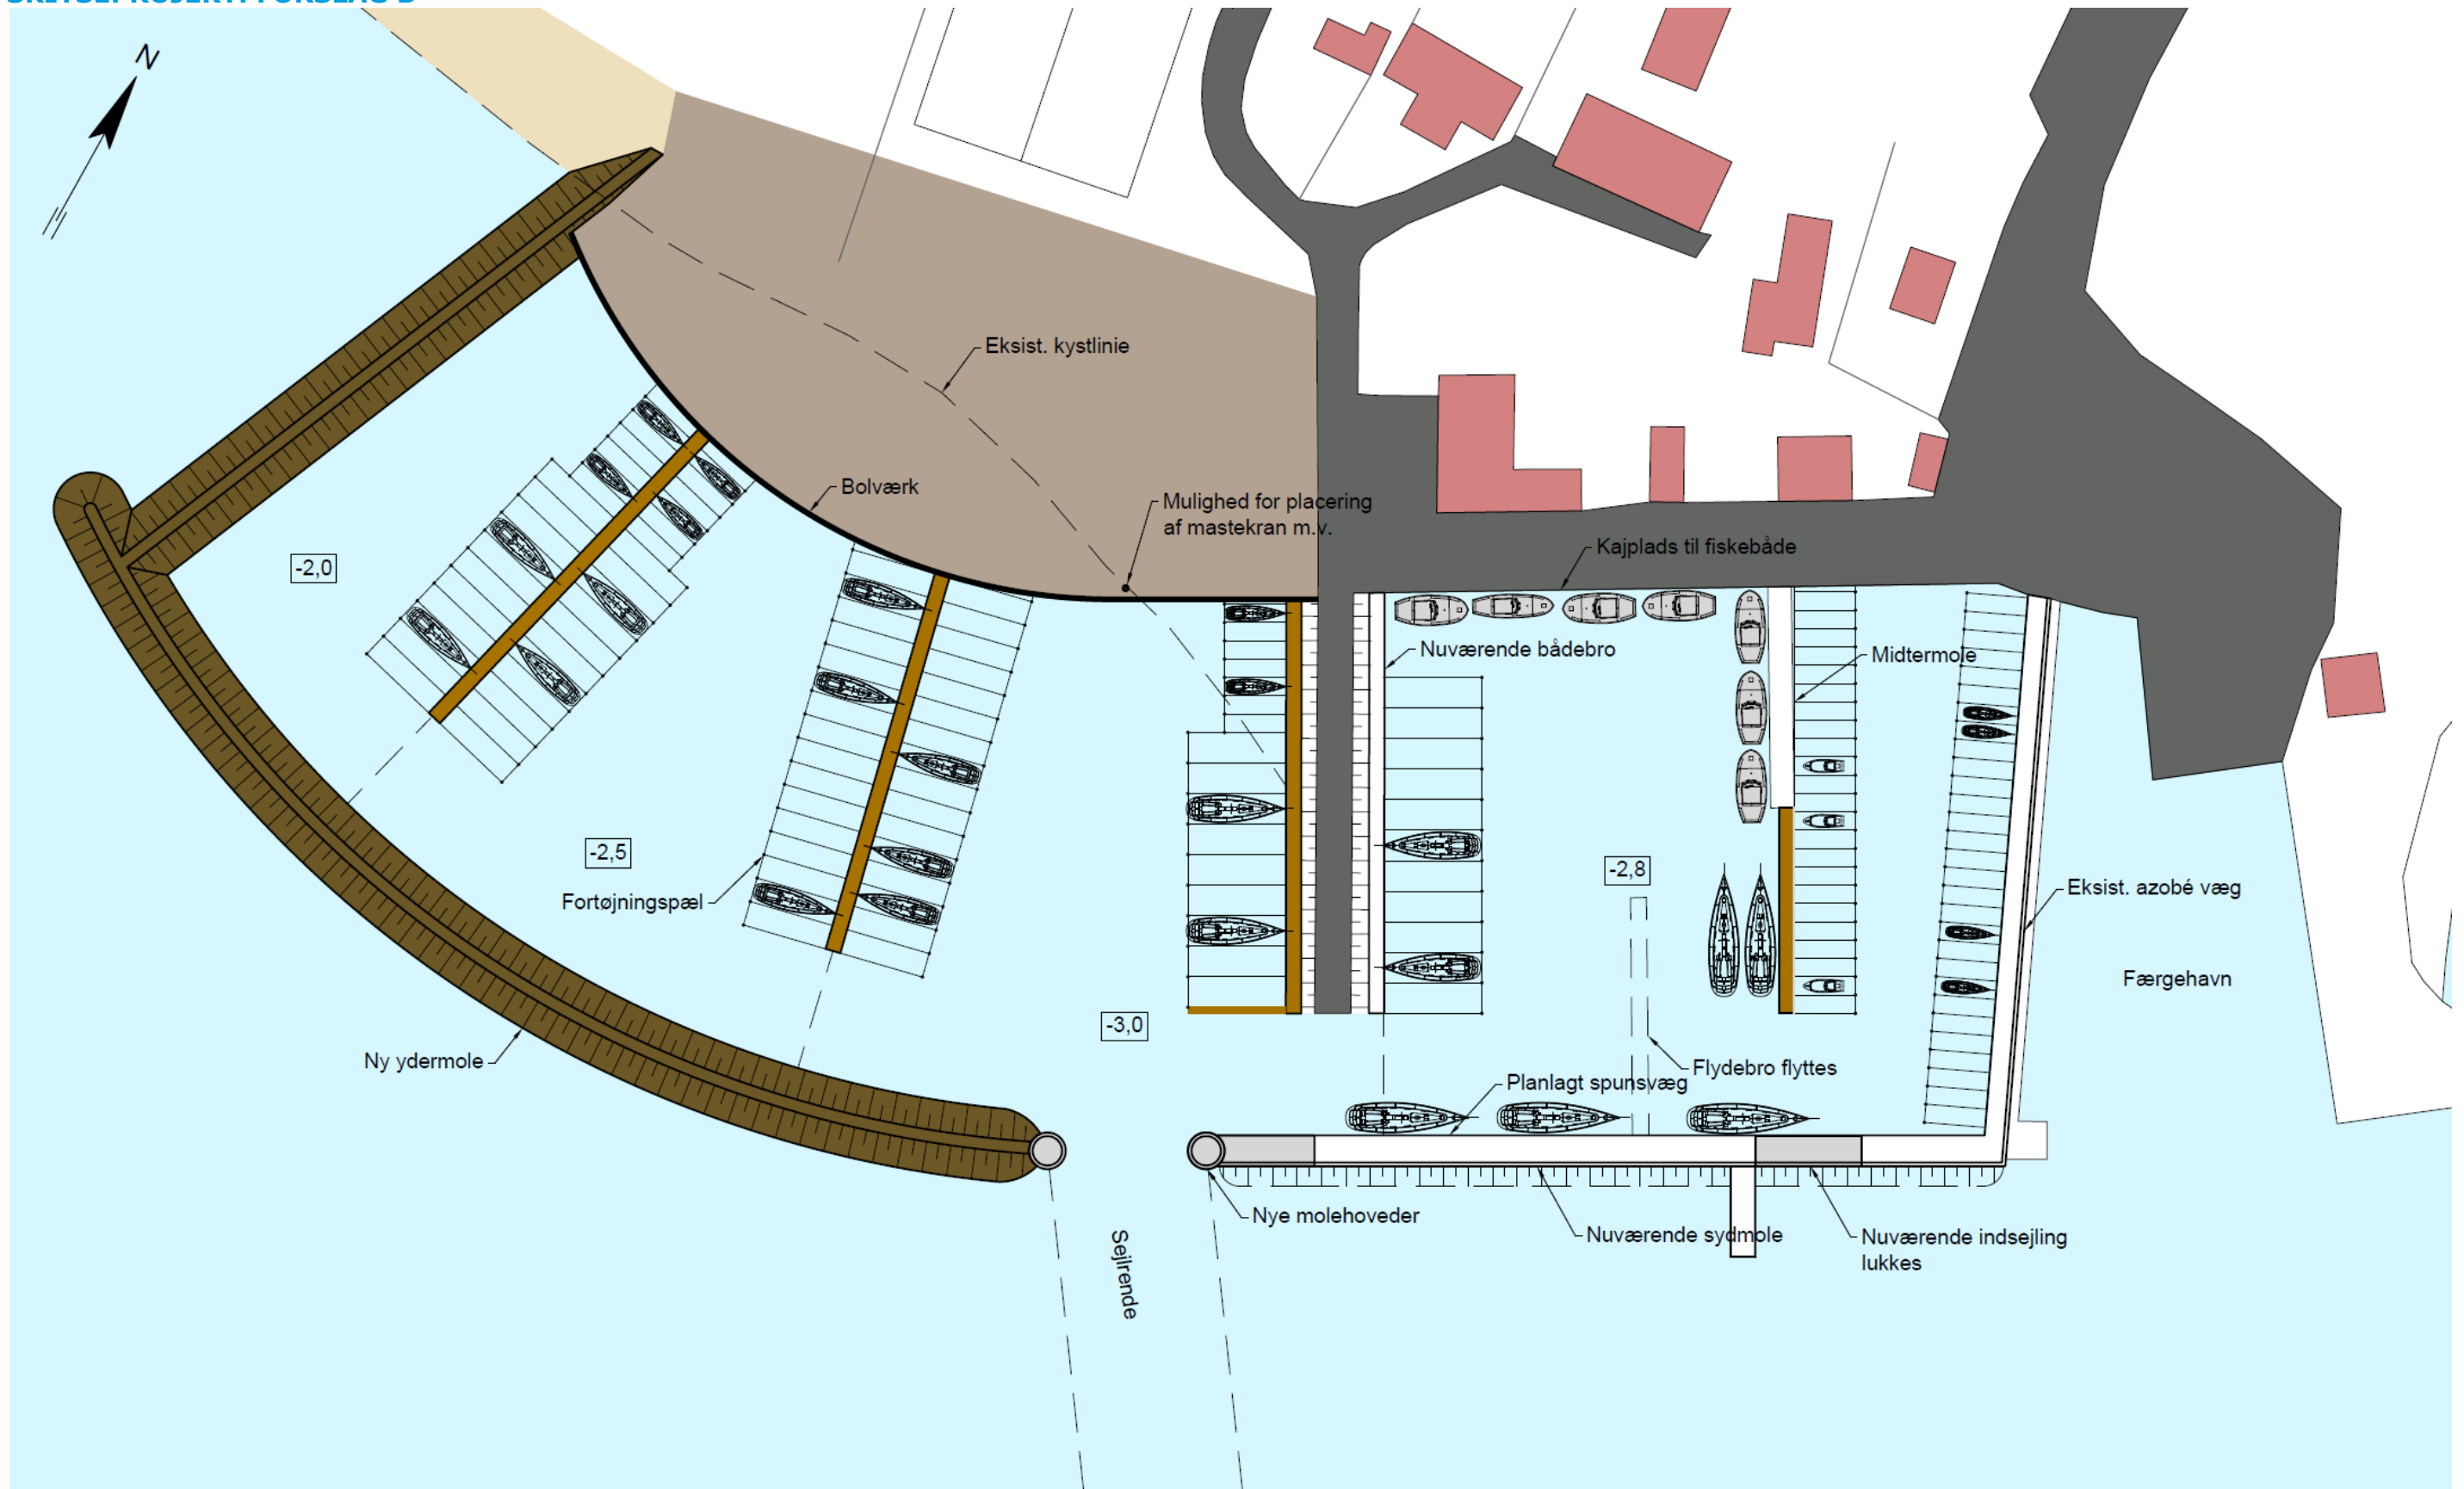 N
Eksist. kystlinie
Bolværk
Mulighed for placering
af mastekran m.v.
Kajplads til fiskebåde
-2,0
Nuværende bådebro
Midtermole
-2,5
Fortøjningspæl
-2,8
Eksist. azobé væg
Færgehavn
-3,0
Ny ydermole
Flydebro flyttes
Planlagt spunsvæg
Nye molehoveder
Nuværende sydmole
Nuværende indsejling
lukkes
Sejlrende